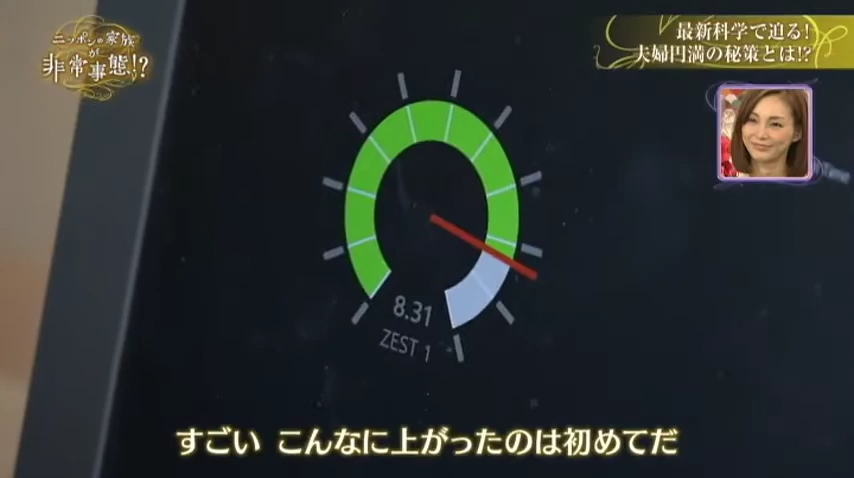 ニッポンの家族
が
非常事態!?
最新科学で迫る!
夫婦円満の秘策とは!?
8.31
ZEST 1
すごい こんなに上がったのは初めてだ